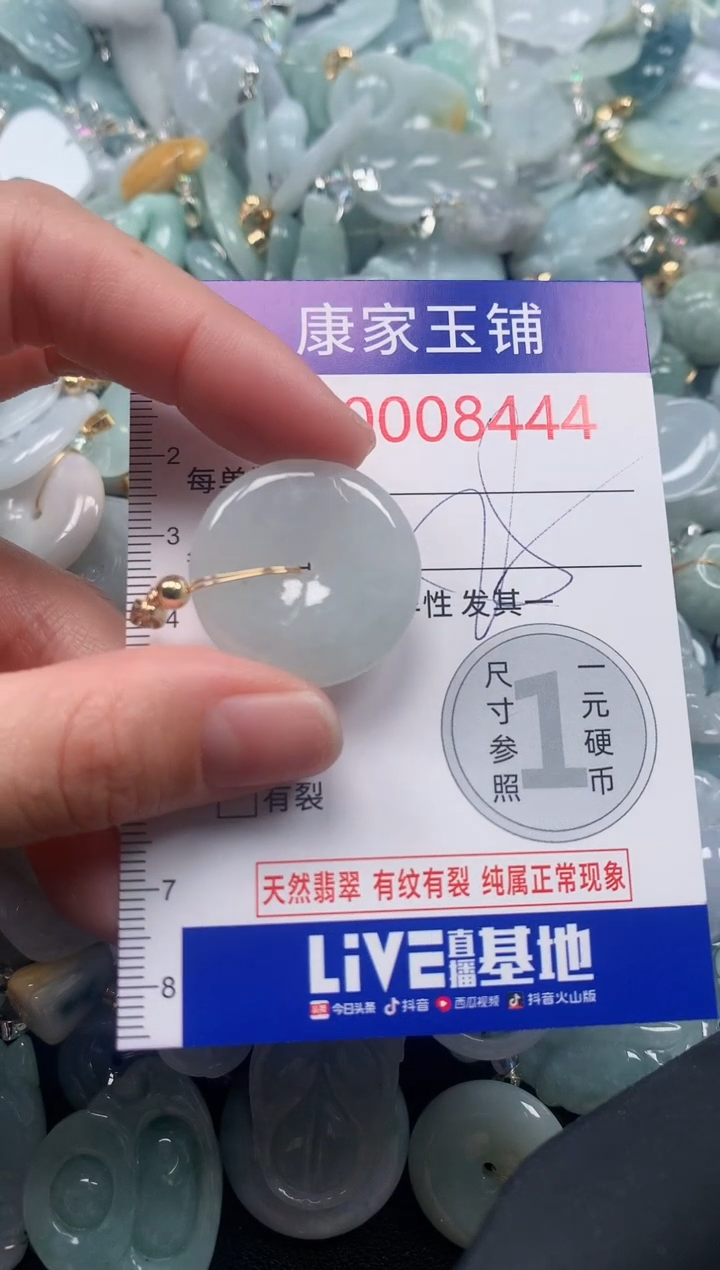 康家玉铺
0008444
2
每单
3
性 发其一
4
尺寸参照
1
一元硬币
有裂
天然翡翠 有纹有裂 纯属正常现象
7
LiVE直播基地
8
头条 今日头条 抖音 西瓜视频 抖音火山版